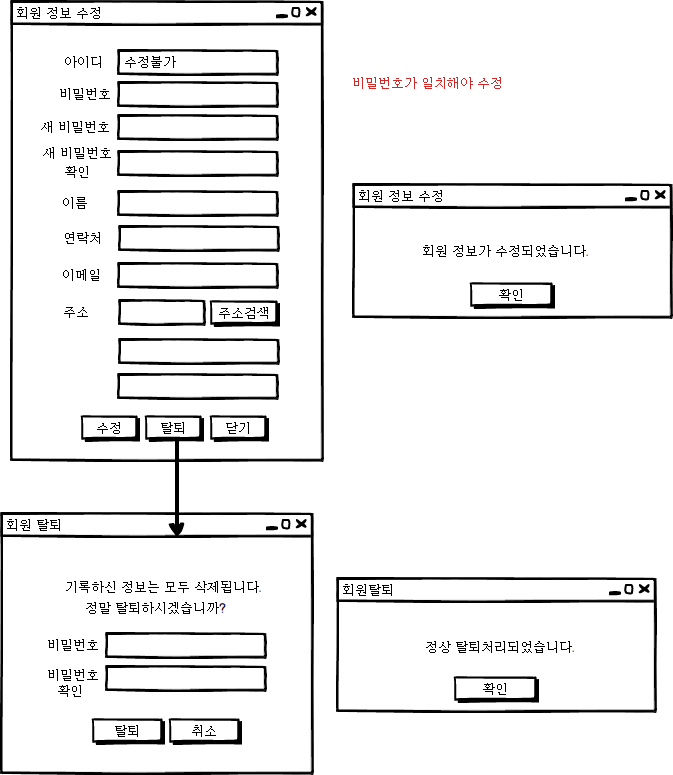 회원 정보 수정
아이디 수정불가
비밀번호
새 비밀번호
새 비밀번호
확인
이름
연락처
이메일
주소 주소검색
수정 탈퇴 닫기
비밀번호가 일치해야 수정
회원 정보 수정
회원 정보가 수정되었습니다.
확인
회원 탈퇴
기록하신 정보는 모두 삭제됩니다.
정말 탈퇴하시겠습니까?
비밀번호
비밀번호
확인
탈퇴 취소
회원탈퇴
정상 탈퇴처리되었습니다.
확인